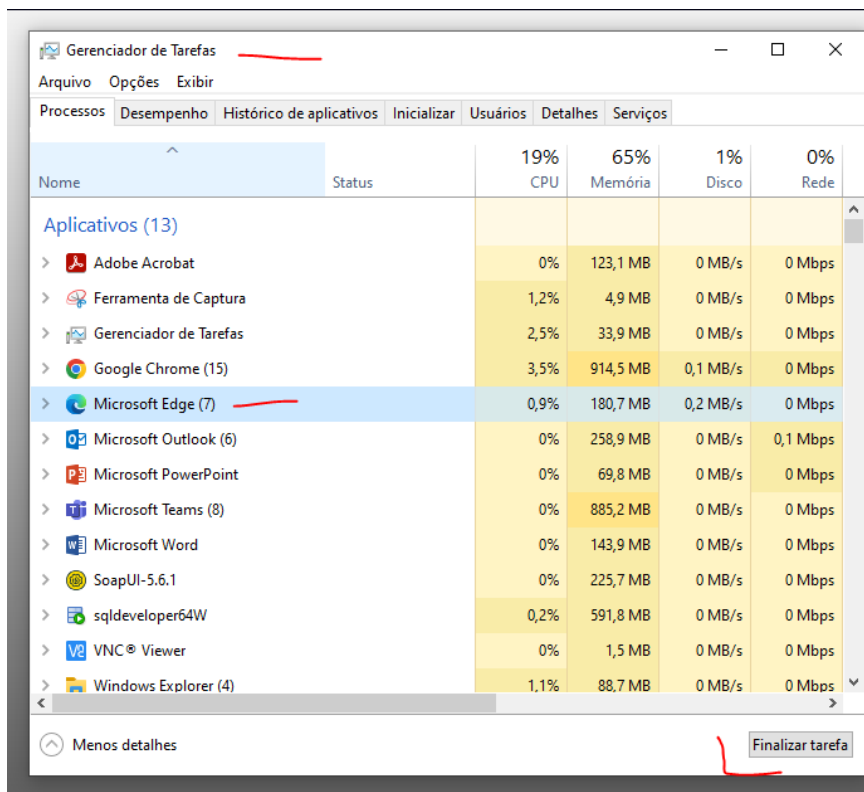 Gerenciador de Tarefas
Arquivo Opções Exibir
Processos Desempenho Histórico de aplicativos Inicializar Usuários Detalhes Serviços
19% 65% 1% 0%
Nome Status CPU Memória Disco Rede
Aplicativos (13)
Adobe Acrobat 0% 123,1 MB 0 MB/s 0 Mbps
Ferramenta de Captura 1,2% 4,9 MB 0 MB/s 0 Mbps
Gerenciador de Tarefas 2,5% 33,9 MB 0 MB/s 0 Mbps
Google Chrome (15) 3,5% 914,5 MB 0,1 MB/s 0 Mbps
Microsoft Edge (7) 0,9% 180,7 MB 0,2 MB/s 0 Mbps
Microsoft Outlook (6) 0% 258,9 MB 0 MB/s 0,1 Mbps
Microsoft PowerPoint 0% 69,8 MB 0 MB/s 0 Mbps
Microsoft Teams (8) 0% 885,2 MB 0 MB/s 0 Mbps
Microsoft Word 0% 143,9 MB 0 MB/s 0 Mbps
SoapUI-5.6.1 0% 225,7 MB 0 MB/s 0 Mbps
sqldeveloper64W 0,2% 591,8 MB 0 MB/s 0 Mbps
VNC® Viewer 0% 1,5 MB 0 MB/s 0 Mbps
Windows Explorer (4) 1,1% 88,7 MB 0 MB/s 0 Mbps
Menos detalhes Finalizar tarefa